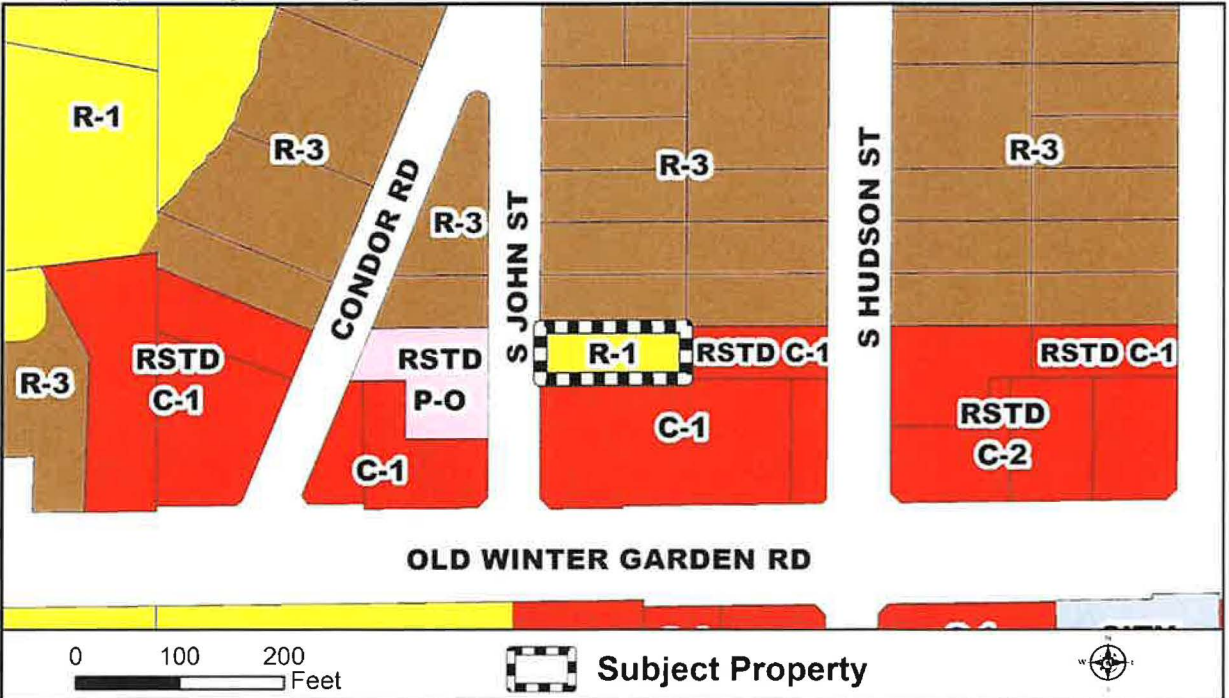 R-1
R-3
CONDOR RD
R-3
S JOHN ST
R-3
S HUDSON ST
R-3
R-3
RSTD
C-1
RSTD
P-O
C-1
R-1
RSTD C-1
C-1
RSTD C-1
RSTD
C-2
OLD WINTER GARDEN RD
0 100 200
Feet
Subject Property
N
W E
S